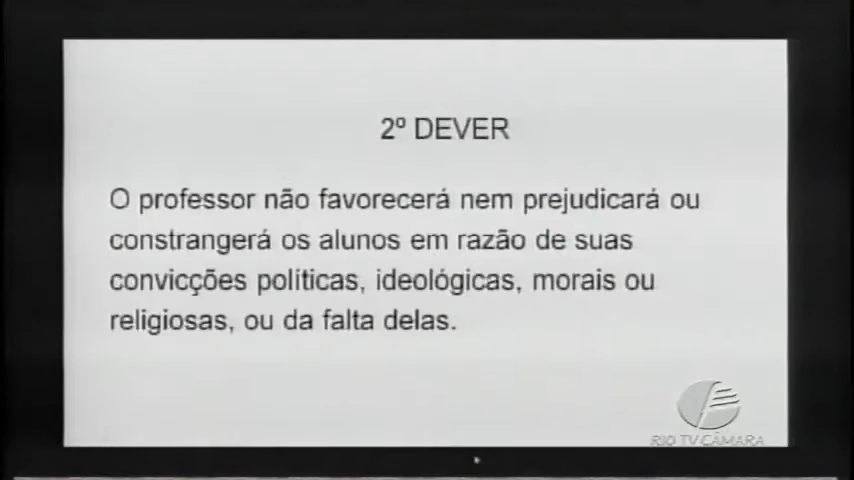 2º DEVER
O professor não favorecerá nem prejudicará ou
constrangerá os alunos em razão de suas
convicções políticas, ideológicas, morais ou
religiosas, ou da falta delas.
RIO TV CÂMARA